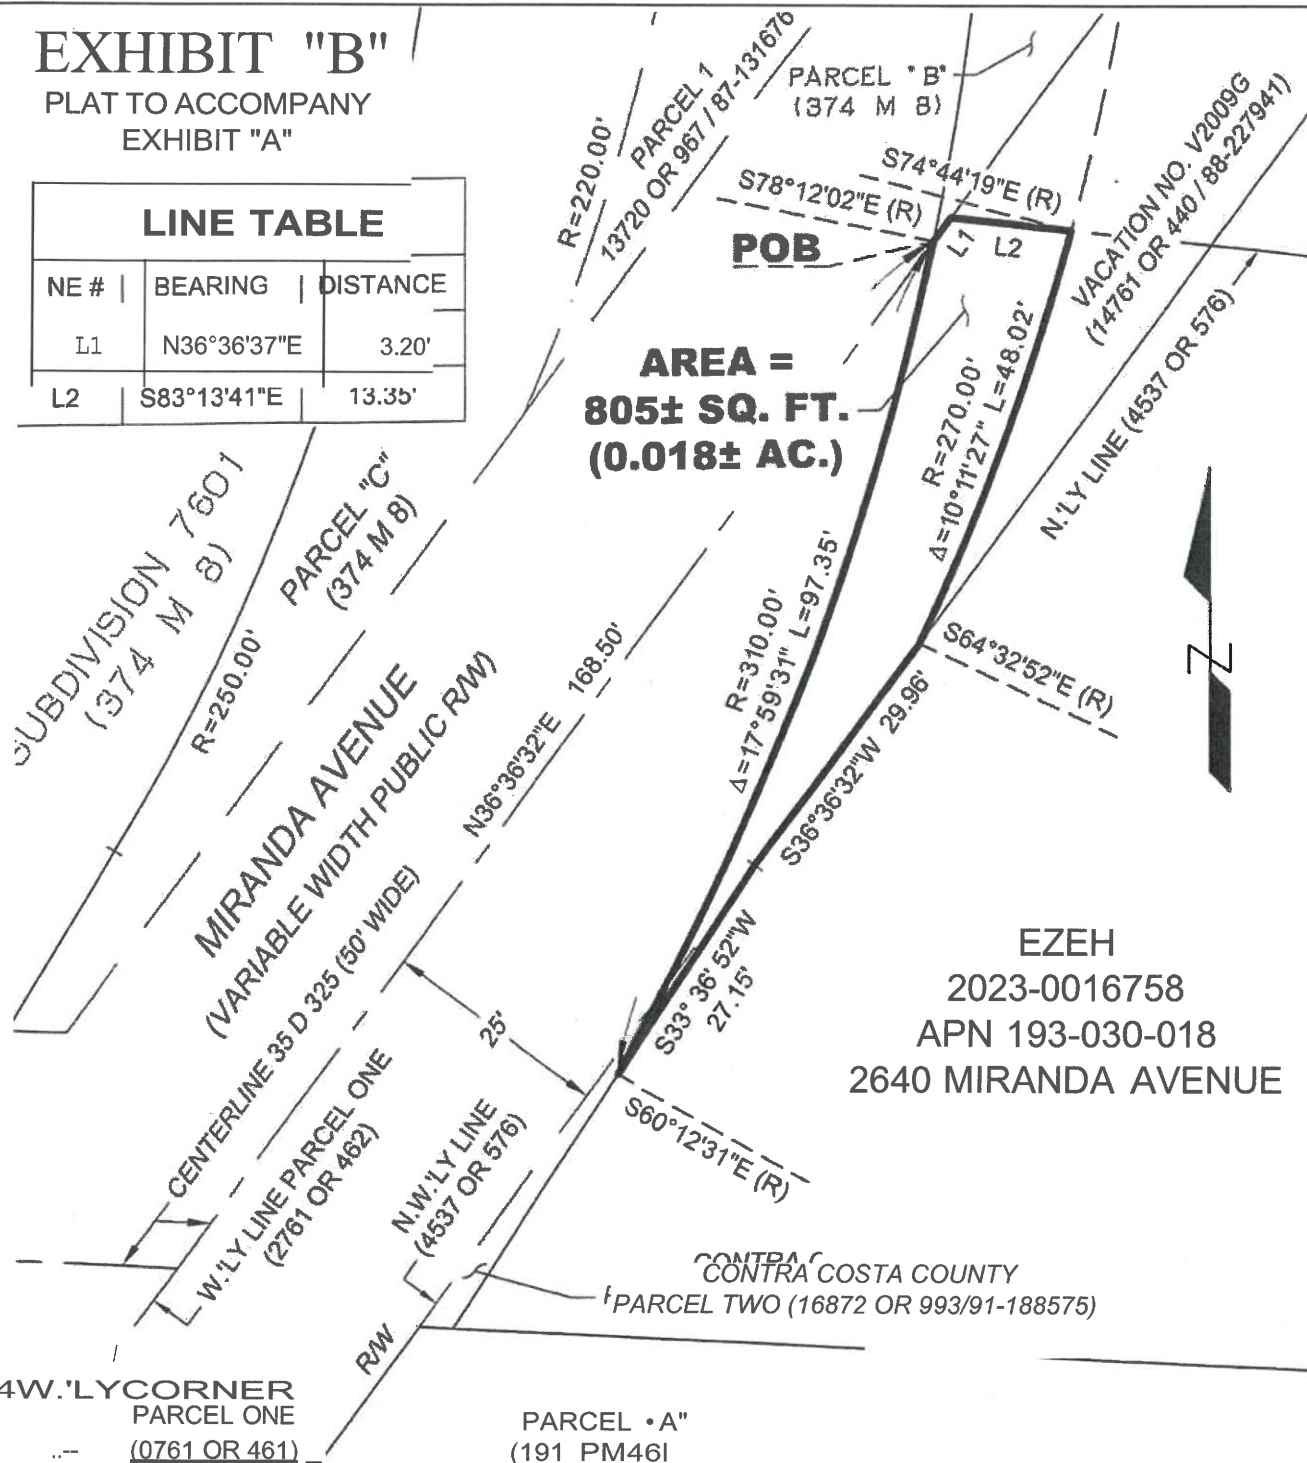 EXHIBIT "B"
PLAT TO ACCOMPANY
EXHIBIT "A"
LINE TABLE
NE # | BEARING | DISTANCE
L1 N36°36'37"E 3.20'
L2 S83°13'41"E 13.35'
R=220.00'
PARCEL 1
13720 OR 967 / 87-131676
PARCEL "B"
(374 M 8)
S78°12'02"E (R)
S74°44'19"E (R)
POB
L1
L2
VACATION NO. V2009G
(14761 OR 440 / 88-227941)
N.'LY LINE (4537 OR 576)
AREA =
805± SQ. FT.
(0.018± AC.)
R=270.00'
Δ=10°11'27" L=48.02'
R=310.00'
Δ=17°59'31" L=97.35'
SUBDIVISION 7601
(374 M 8)
R=250.00'
PARCEL "C"
(374 M 8)
MIRANDA AVENUE
(VARIABLE WIDTH PUBLIC R/W)
N36°36'32"E 168.50'
S64°32'52"E (R)
S36°36'32"W 29.96'
S33° 36' 52"W
27.15'
Z
CENTERLINE 35 D 325 (50' WIDE)
25'
EZEH
2023-0016758
APN 193-030-018
2640 MIRANDA AVENUE
S60°12'31"E (R)
W.'LY LINE PARCEL ONE
(2761 OR 462)
N.W.'LY LINE
(4537 OR 576)
CONTRA C
CONTRA COSTA COUNTY
PARCEL TWO (16872 OR 993/91-188575)
R/W
4W.'LYCORNER
PARCEL ONE
(0761 OR 461)
PARCEL • A"
(191 PM46I